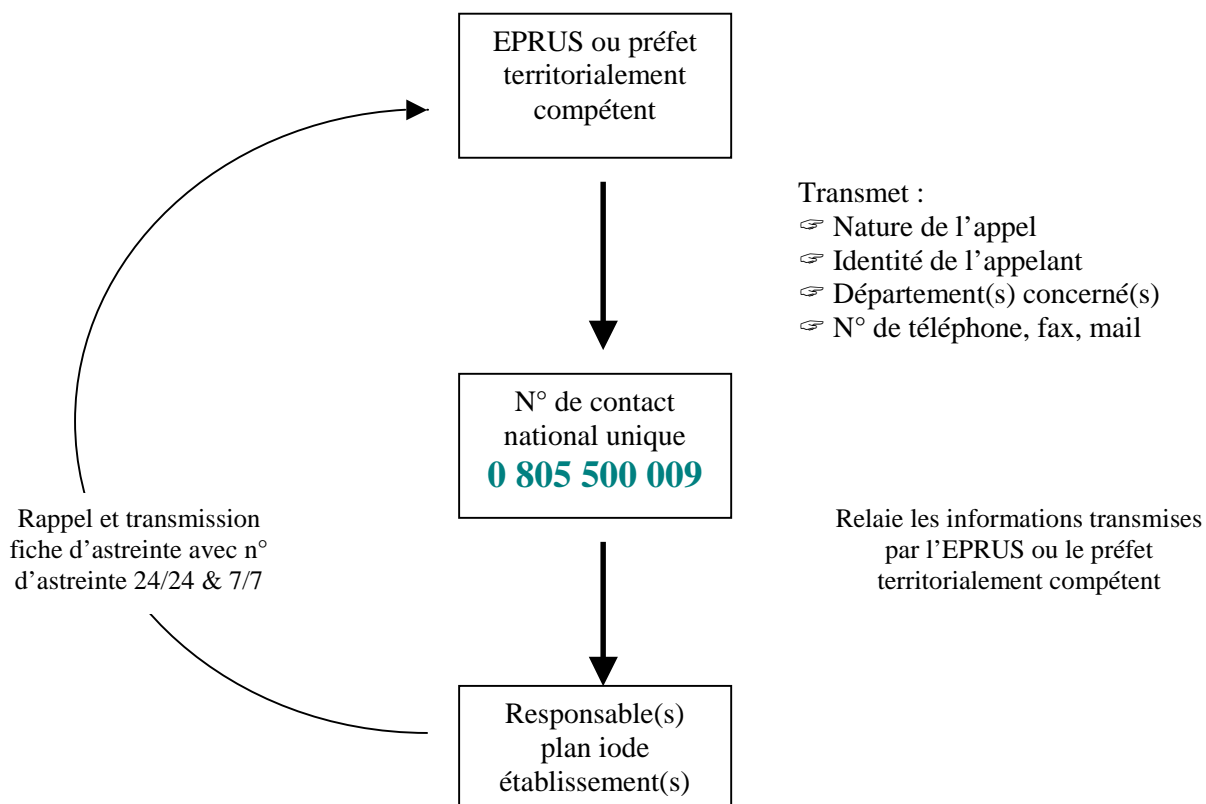 EPRUS ou préfet
territorialement
compétent
Transmet :
☞ Nature de l’appel
☞ Identité de l’appelant
☞ Département(s) concerné(s)
☞ N° de téléphone, fax, mail
N° de contact
national unique
0 805 500 009
Rappel et transmission
fiche d’astreinte avec n°
d’astreinte 24/24 & 7/7
Relaie les informations transmises
par l’EPRUS ou le préfet
territorialement compétent
Responsable(s)
plan iode
établissement(s)